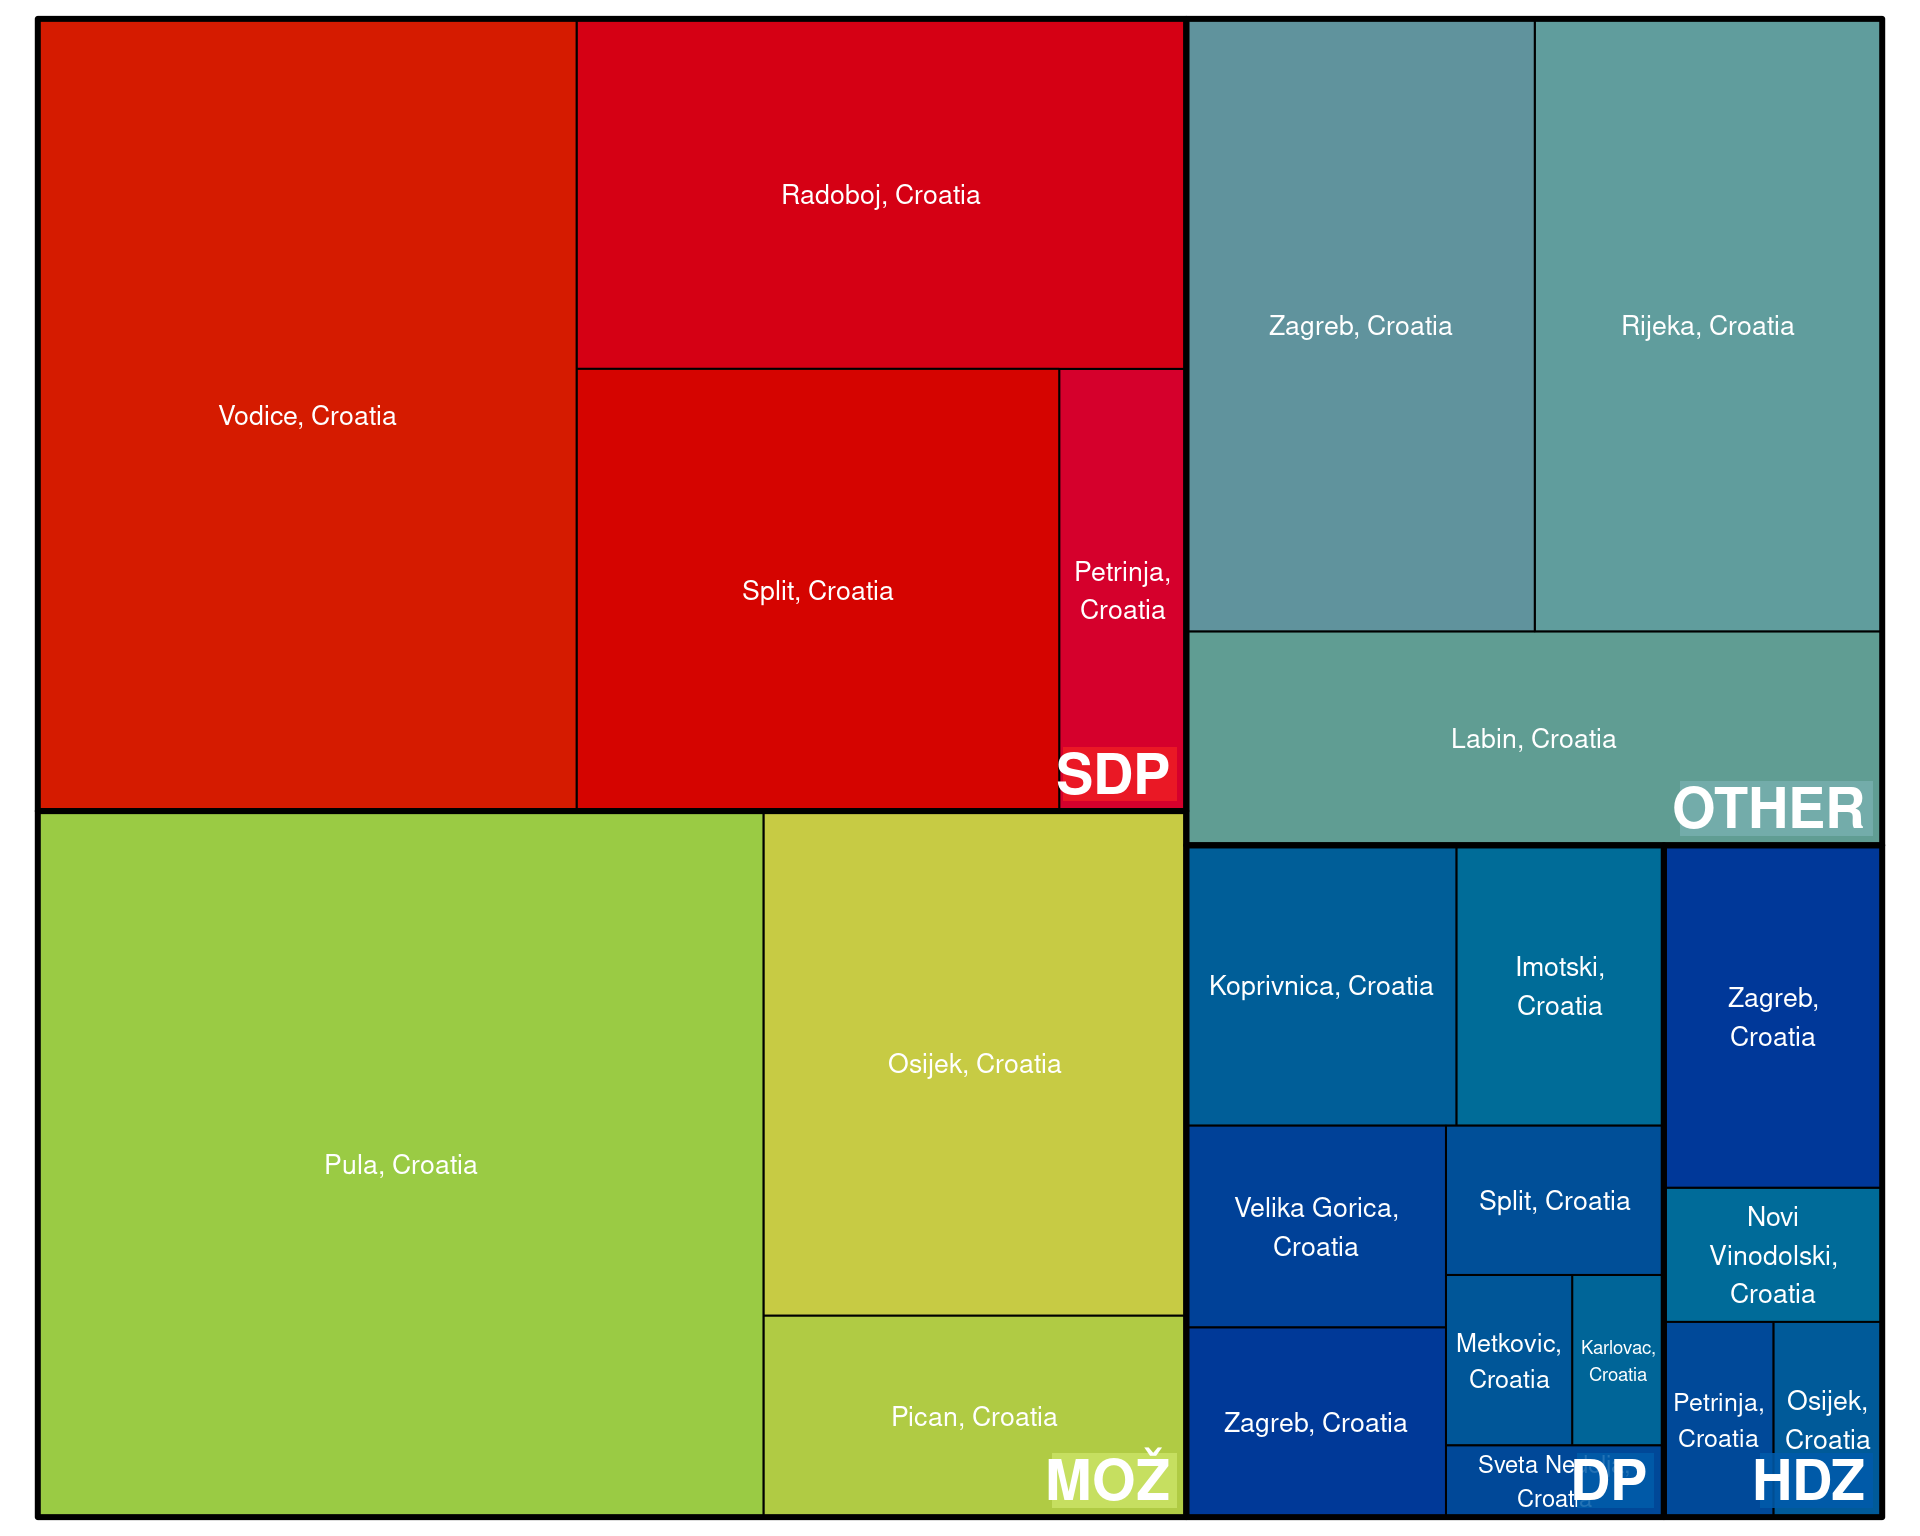 Vodice, Croatia
Radoboj, Croatia
Split, Croatia
Petrinja,
Croatia
SDP
Zagreb, Croatia
Rijeka, Croatia
Labin, Croatia
OTHER
Pula, Croatia
Osijek, Croatia
Pican, Croatia
MOŽ
Koprivnica, Croatia
Imotski,
Croatia
Velika Gorica,
Croatia
Split, Croatia
Zagreb, Croatia
Metkovic,
Croatia
Karlovac,
Croatia
Sveta
Croatia
DP
Zagreb,
Croatia
Novi
Vinodolski,
Croatia
Petrinja,
Croatia
Osijek,
Croatia
HDZ